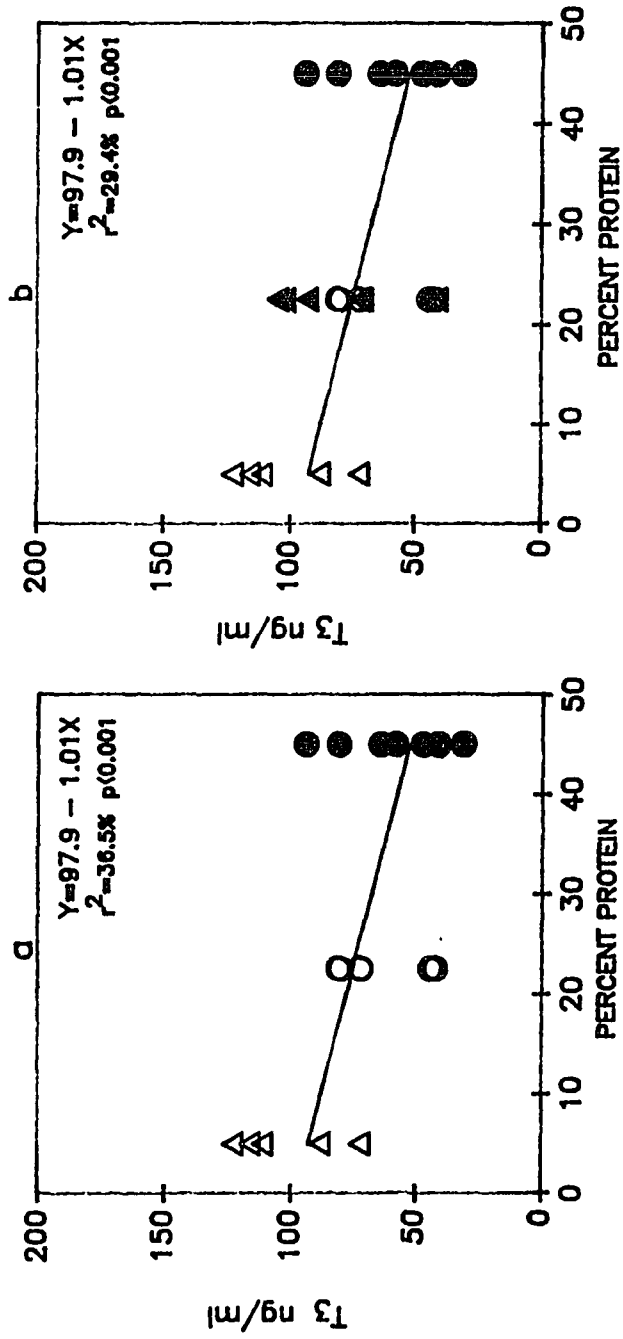 a
Y=97.9 – 1.01X
r2=36.5% p<0.001
200
150
100
50
0
T3 ng/ml
0 10 20 30 40 50
PERCENT PROTEIN
b
Y=97.9 – 1.01X
r2=29.4% p<0.001
200
150
100
50
0
T3 ng/ml
0 10 20 30 40 50
PERCENT PROTEIN